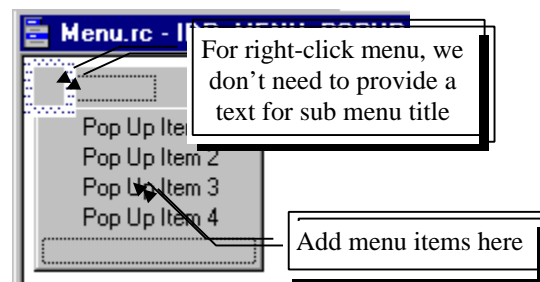 Menu.rc - IDR_MENU_POPUP
For right-click menu, we
don't need to provide a
text for sub menu title
Pop Up Item
Pop Up Item 2
Pop Up Item 3
Pop Up Item 4
Add menu items here